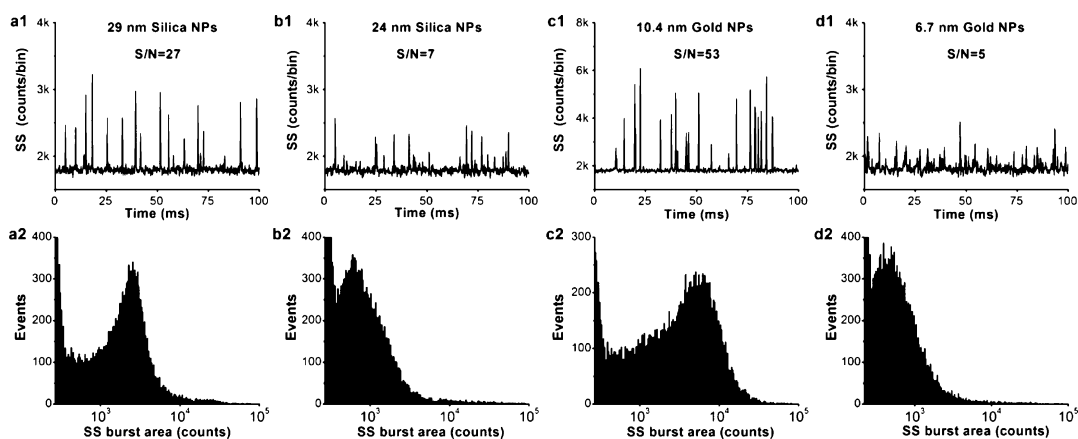 a1
29 nm Silica NPs
S/N=27
4k
3k
2k
SS (counts/bin)
0 25 50 75 100
Time (ms)
b1
24 nm Silica NPs
S/N=7
4k
3k
2k
SS (counts/bin)
0 25 50 75 100
Time (ms)
c1
10.4 nm Gold NPs
S/N=53
8k
6k
4k
2k
SS (counts/bin)
0 25 50 75 100
Time (ms)
d1
6.7 nm Gold NPs
S/N=5
4k
3k
2k
SS (counts/bin)
0 25 50 75 100
Time (ms)
a2
400
300
200
100
0
Events
10³ 10⁴ 10⁵
SS burst area (counts)
b2
400
300
200
100
0
Events
10³ 10⁴ 10⁵
SS burst area (counts)
c2
300
200
100
0
Events
10³ 10⁴ 10⁵
SS burst area (counts)
d2
400
300
200
100
0
Events
10³ 10⁴ 10⁵
SS burst area (counts)